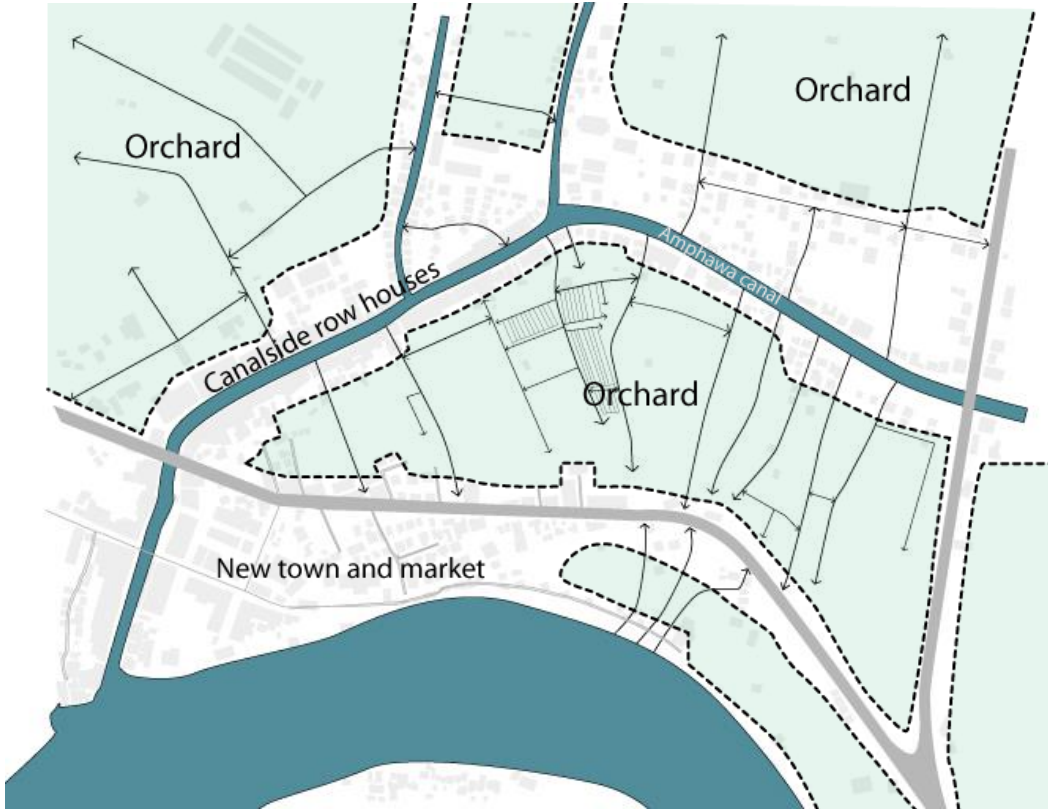 Orchard
Orchard
Amphawa canal
Canalside row houses
Orchard
New town and market